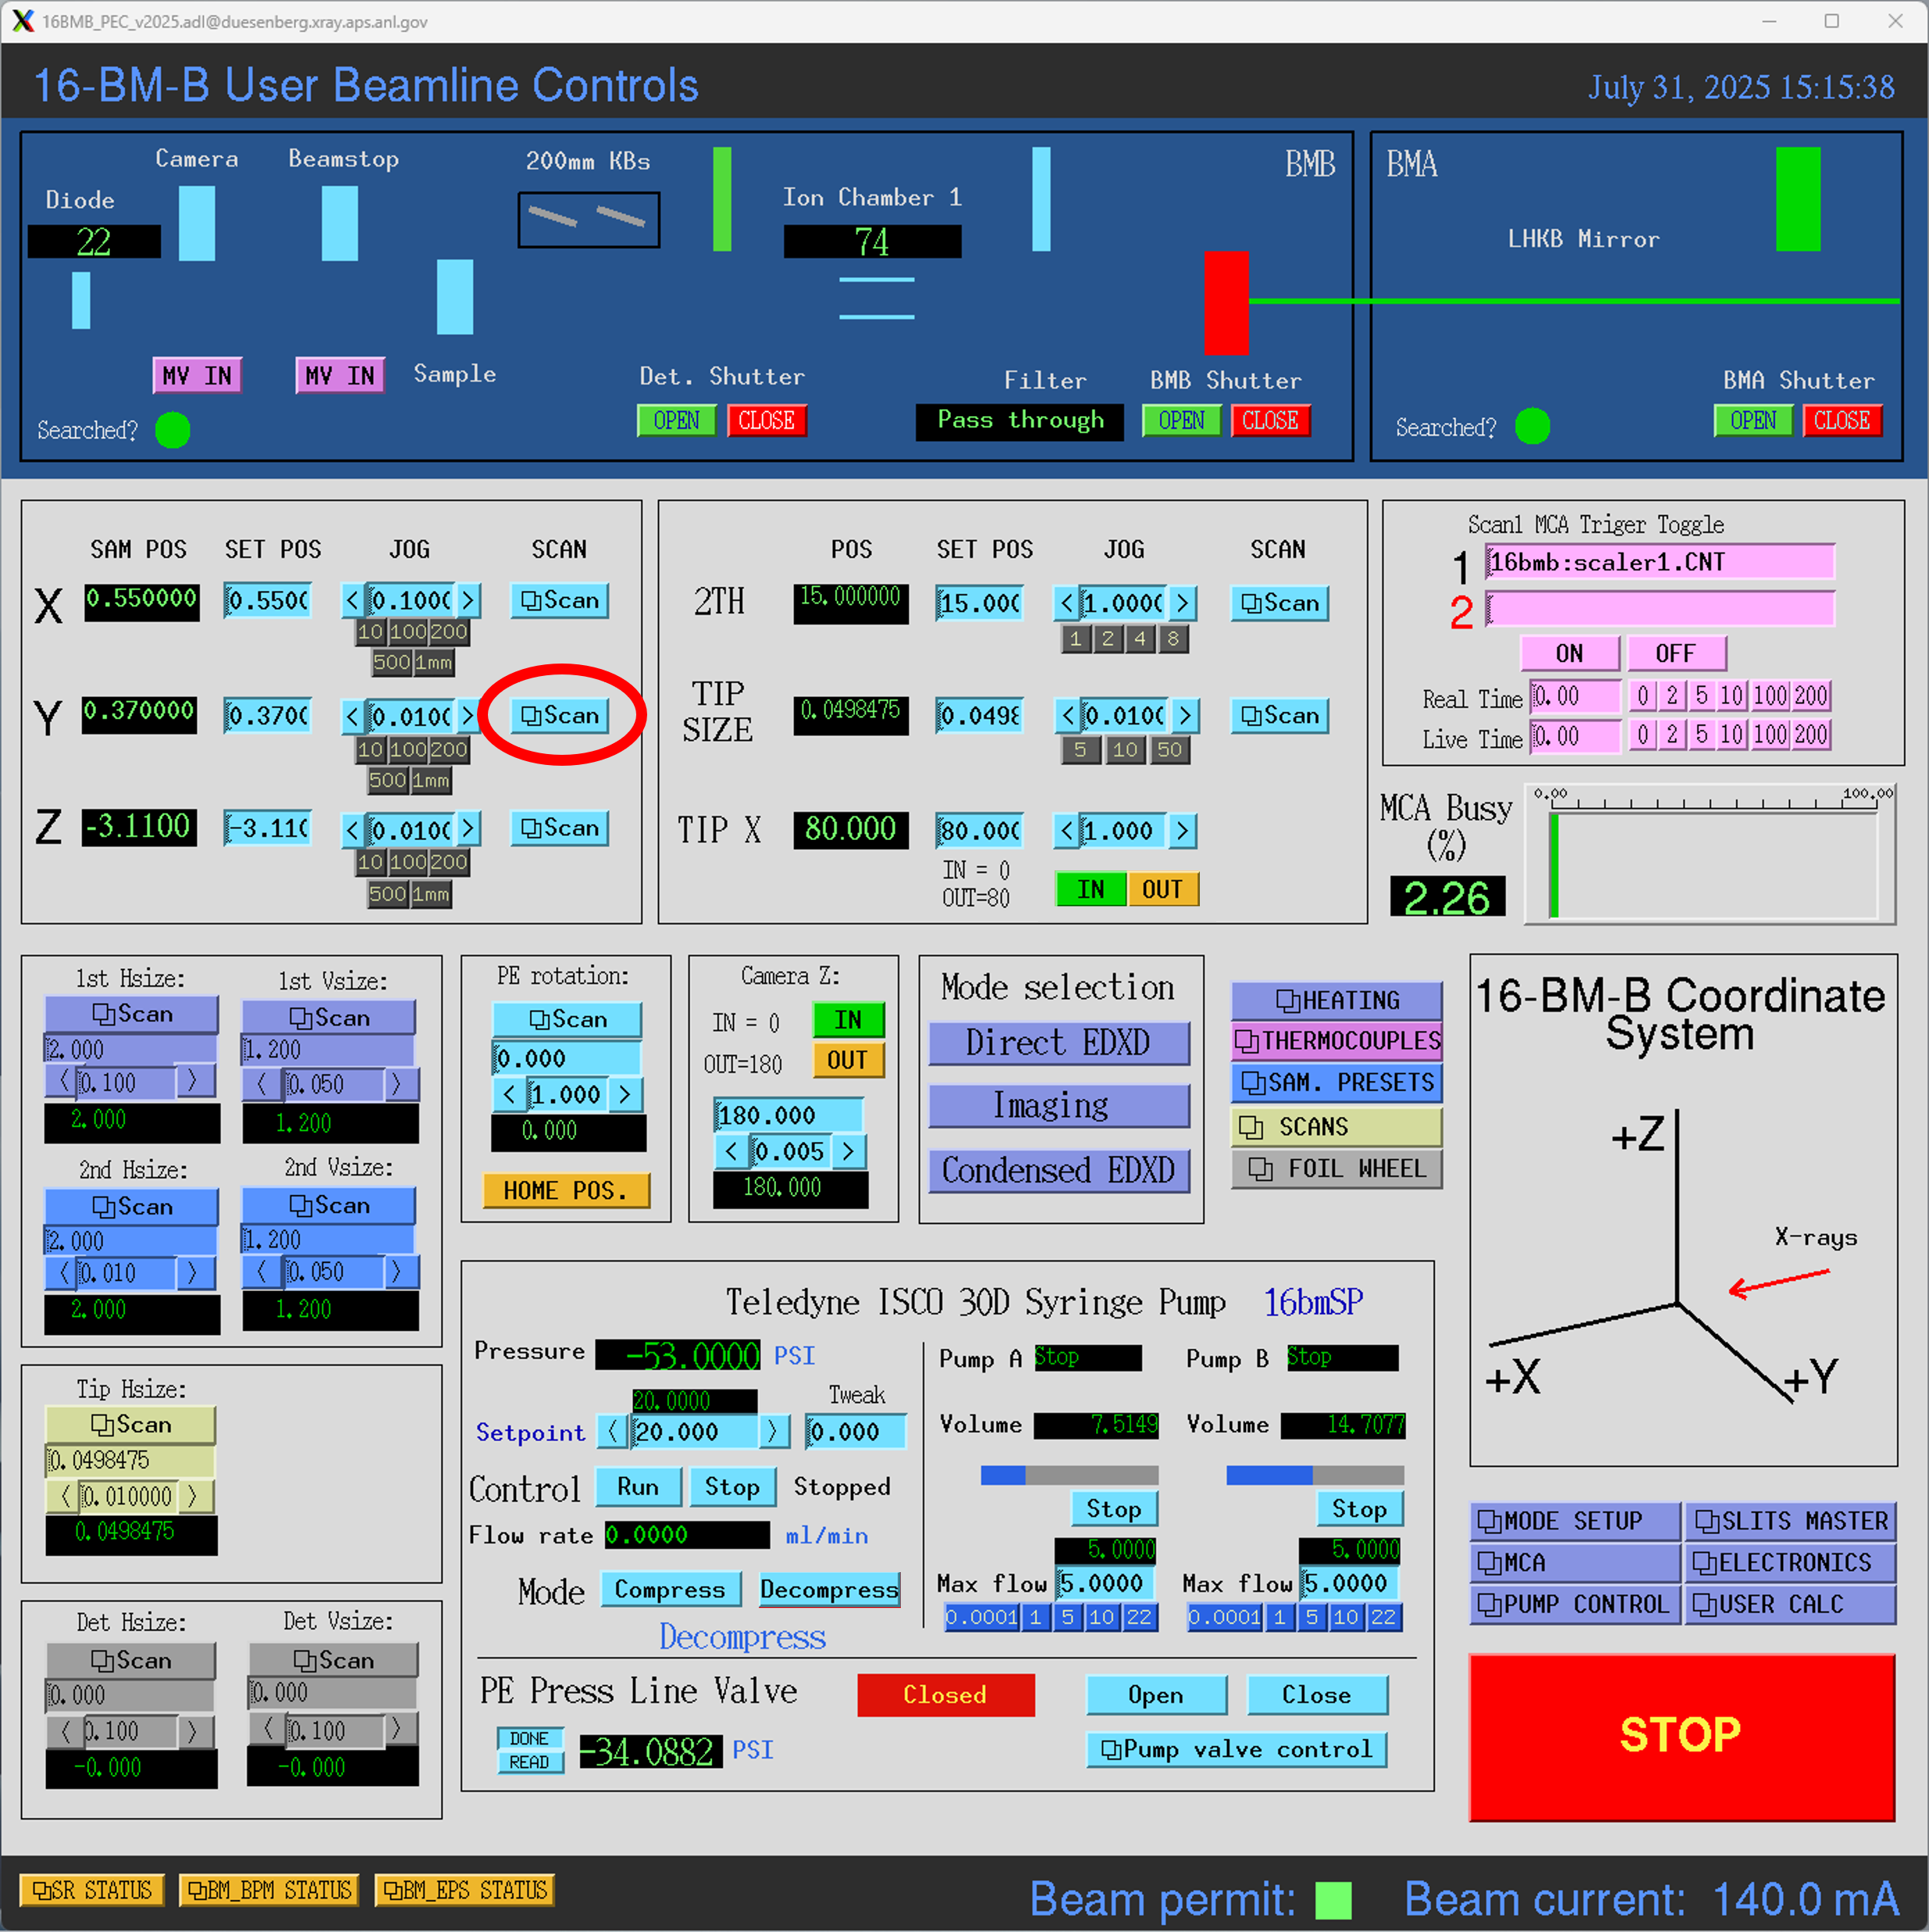 16BMB_PEC_v2025.adl@duesenberg.xray.aps.anl.gov
16-BM-B User Beamline Controls
July 31, 2025 15:15:38
Camera
Beamstop
200mm KBs
BMB
BMA
Diode
22
Ion Chamber 1
74
LHKB Mirror
MV IN
MV IN
Sample
Det. Shutter
OPEN CLOSE
Filter
Pass through
BMB Shutter
OPEN CLOSE
BMA Shutter
OPEN CLOSE
Searched?
Searched?
SAM POS SET POS JOG SCAN
X 0.550000 0.550( < 0.100( > Scan
10 100 200
500 1mm
Y 0.370000 0.370( < 0.010( > Scan
10 100 200
500 1mm
Z -3.1100 -3.11( < 0.010( > Scan
10 100 200
500 1mm
POS SET POS JOG SCAN
2TH 15.000000 15.00( < 1.000( > Scan
1 2 4 8
TIP
SIZE 0.0498475 0.0498 < 0.010( > Scan
5 10 50
TIP X 80.000 80.00( < 1.000 >
IN = 0
OUT=80
IN OUT
Scan1 MCA Triger Toggle
1 16bmb:scaler1.CNT
2
ON OFF
Real Time 0.00 0 2 5 10 100 200
Live Time 0.00 0 2 5 10 100 200
MCA Busy
(%)
2.26
0.00 100.00
1st Hsize:
Scan
2.000
< 0.100 >
2.000
1st Vsize:
Scan
1.200
< 0.050 >
1.200
2nd Hsize:
Scan
2.000
< 0.010 >
2.000
2nd Vsize:
Scan
1.200
< 0.050 >
1.200
PE rotation:
Scan
0.000
< 1.000 >
0.000
HOME POS.
Camera Z:
IN = 0 IN
OUT=180 OUT
180.000
< 0.005 >
180.000
Mode selection
Direct EDXD
Imaging
Condensed EDXD
HEATING
THERMOCOUPLES
SAM. PRESETS
SCANS
FOIL WHEEL
16-BM-B Coordinate
System
+Z
X-rays
+X
+Y
Tip Hsize:
Scan
0.0498475
< 0.010000 >
0.0498475
Det Hsize:
Scan
0.000
< 0.100 >
-0.000
Det Vsize:
Scan
0.000
< 0.100 >
-0.000
Teledyne ISCO 30D Syringe Pump 16bmSP
Pressure -53.0000 PSI
20.0000 Tweak
Setpoint < 20.000 > 0.000
Control Run Stop Stopped
Flow rate 0.0000 ml/min
Mode Compress Decompress
Decompress
Pump A Stop
Volume 7.5149
Stop
5.0000
Max flow 5.0000
0.0001 1 5 10 22
Pump B Stop
Volume 14.7077
Stop
5.0000
Max flow 5.0000
0.0001 1 5 10 22
PE Press Line Valve Closed Open Close
DONE
READ
-34.0882 PSI
Pump valve control
MODE SETUP SLITS MASTER
MCA ELECTRONICS
PUMP CONTROL USER CALC
STOP
SR STATUS BM_BPM STATUS BM_EPS STATUS
Beam permit: Beam current: 140.0 mA